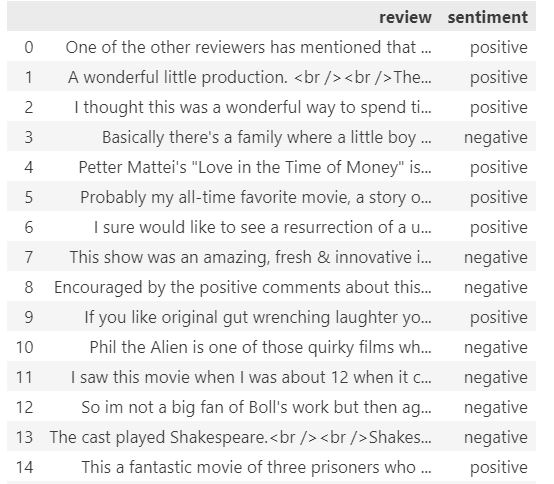 review sentiment
0 One of the other reviewers has mentioned that ... positive
1 A wonderful little production. <br /><br />The... positive
2 I thought this was a wonderful way to spend ti... positive
3 Basically there's a family where a little boy ... negative
4 Petter Mattei's "Love in the Time of Money" is... positive
5 Probably my all-time favorite movie, a story o... positive
6 I sure would like to see a resurrection of a u... positive
7 This show was an amazing, fresh & innovative i... negative
8 Encouraged by the positive comments about this... negative
9 If you like original gut wrenching laughter yo... positive
10 Phil the Alien is one of those quirky films wh... negative
11 I saw this movie when I was about 12 when it c... negative
12 So im not a big fan of Boll's work but then ag... negative
13 The cast played Shakespeare.<br /><br />Shakes... negative
14 This a fantastic movie of three prisoners who ... positive